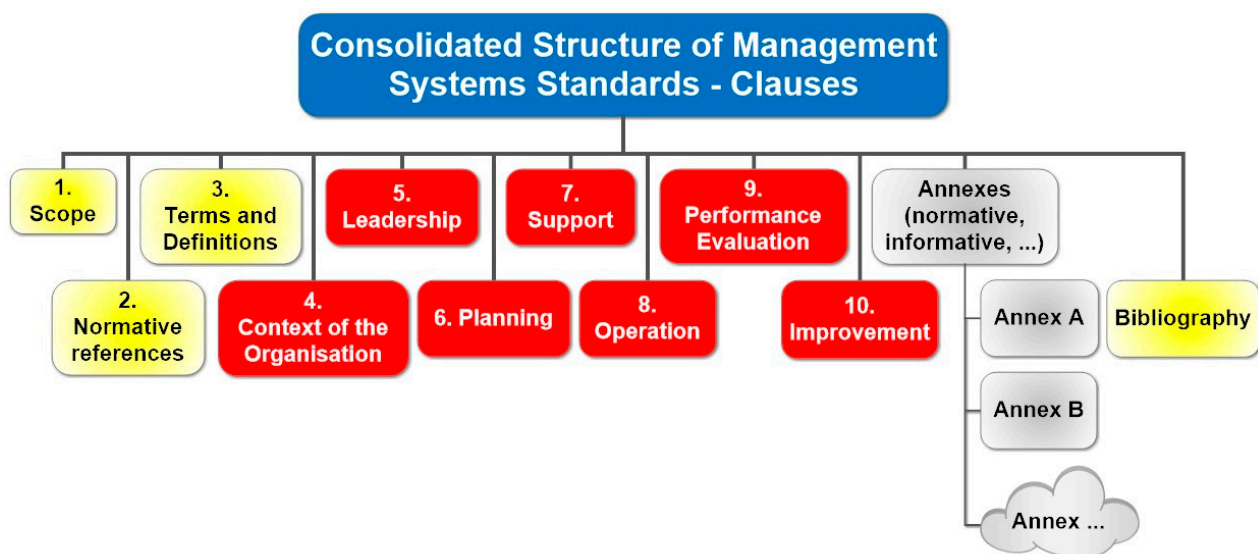 Consolidated Structure of Management
Systems Standards - Clauses
1.
Scope
2.
Normative
references
3.
Terms and
Definitions
4.
Context of the
Organisation
5.
Leadership
6. Planning
7.
Support
8.
Operation
9.
Performance
Evaluation
10.
Improvement
Annexes
(normative,
informative, ...)
Annex A
Annex B
Annex ...
Bibliography